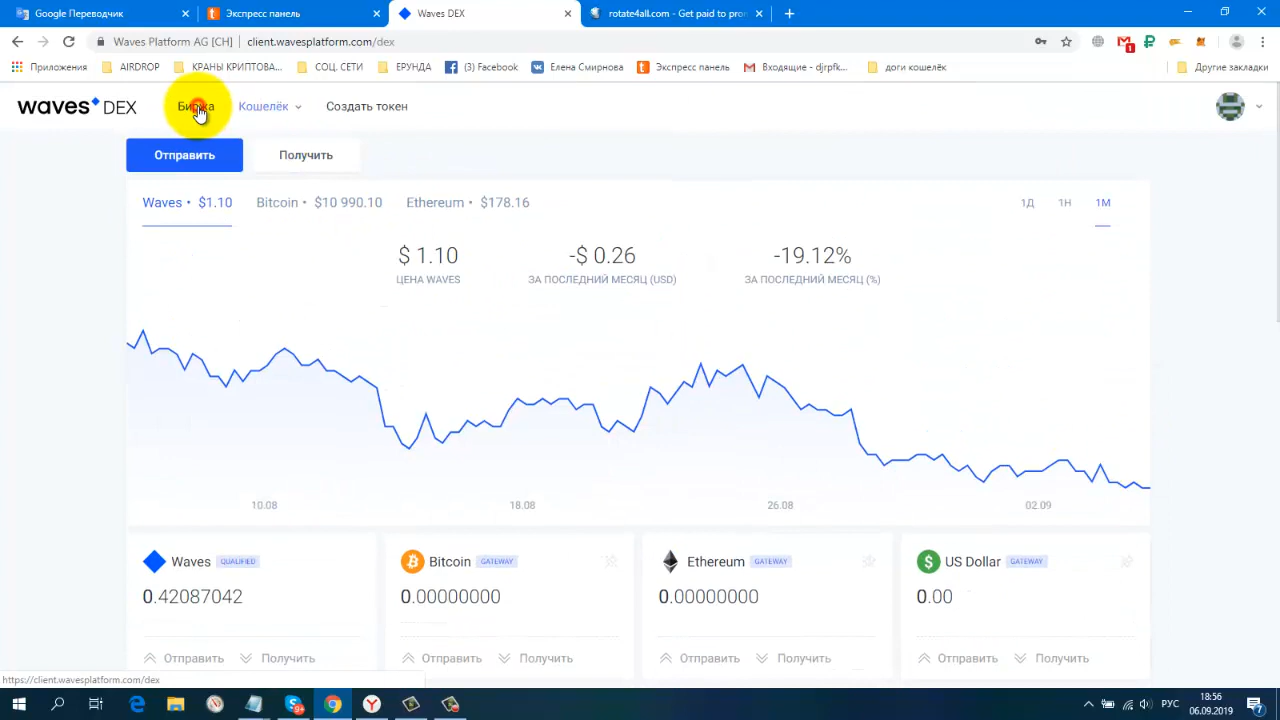 Google Переводчик
Экспресс панель
Waves DEX
rotate4all.com - Get paid to pro
Waves Platform AG [CH]
client.wavesplatform.com/dex
Приложения
AIRDROP
КРАНЫ КРИПТОВА...
СОЦ. СЕТИ
ЕРУНДА
(3) Facebook
Елена Смирнова
Экспресс панель
Входящие - djrpfk...
доги кошелёк
Другие закладки
waves DEX
Биржа
Кошелёк
Создать токен
Отправить
Получить
Waves • $1.10
Bitcoin • $10 990.10
Ethereum • $178.16
1Д
1Н
1М
$ 1.10
-$ 0.26
-19.12%
ЦЕНА WAVES
ЗА ПОСЛЕДНИЙ МЕСЯЦ (USD)
ЗА ПОСЛЕДНИЙ МЕСЯЦ (%)
10.08
18.08
26.08
02.09
Waves QUALIFIED
Bitcoin GATEWAY
Ethereum GATEWAY
US Dollar GATEWAY
0.42087042
0.00000000
0.00000000
0.00
Отправить
Получить
Отправить
Получить
Отправить
Получить
Отправить
Получить
https://client.wavesplatform.com/dex
РУС
18:56
06.09.2019